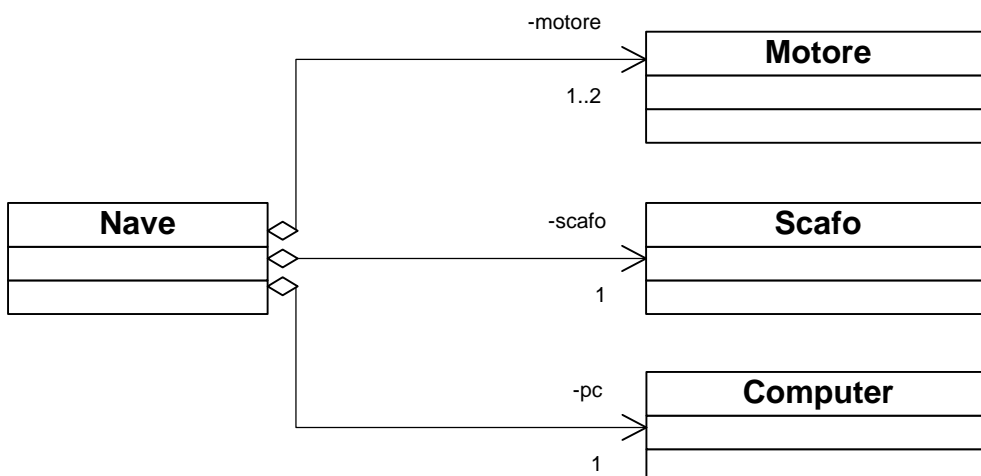 -motore
Motore
1..2
Nave
-scafo
Scafo
1
-pc
Computer
1